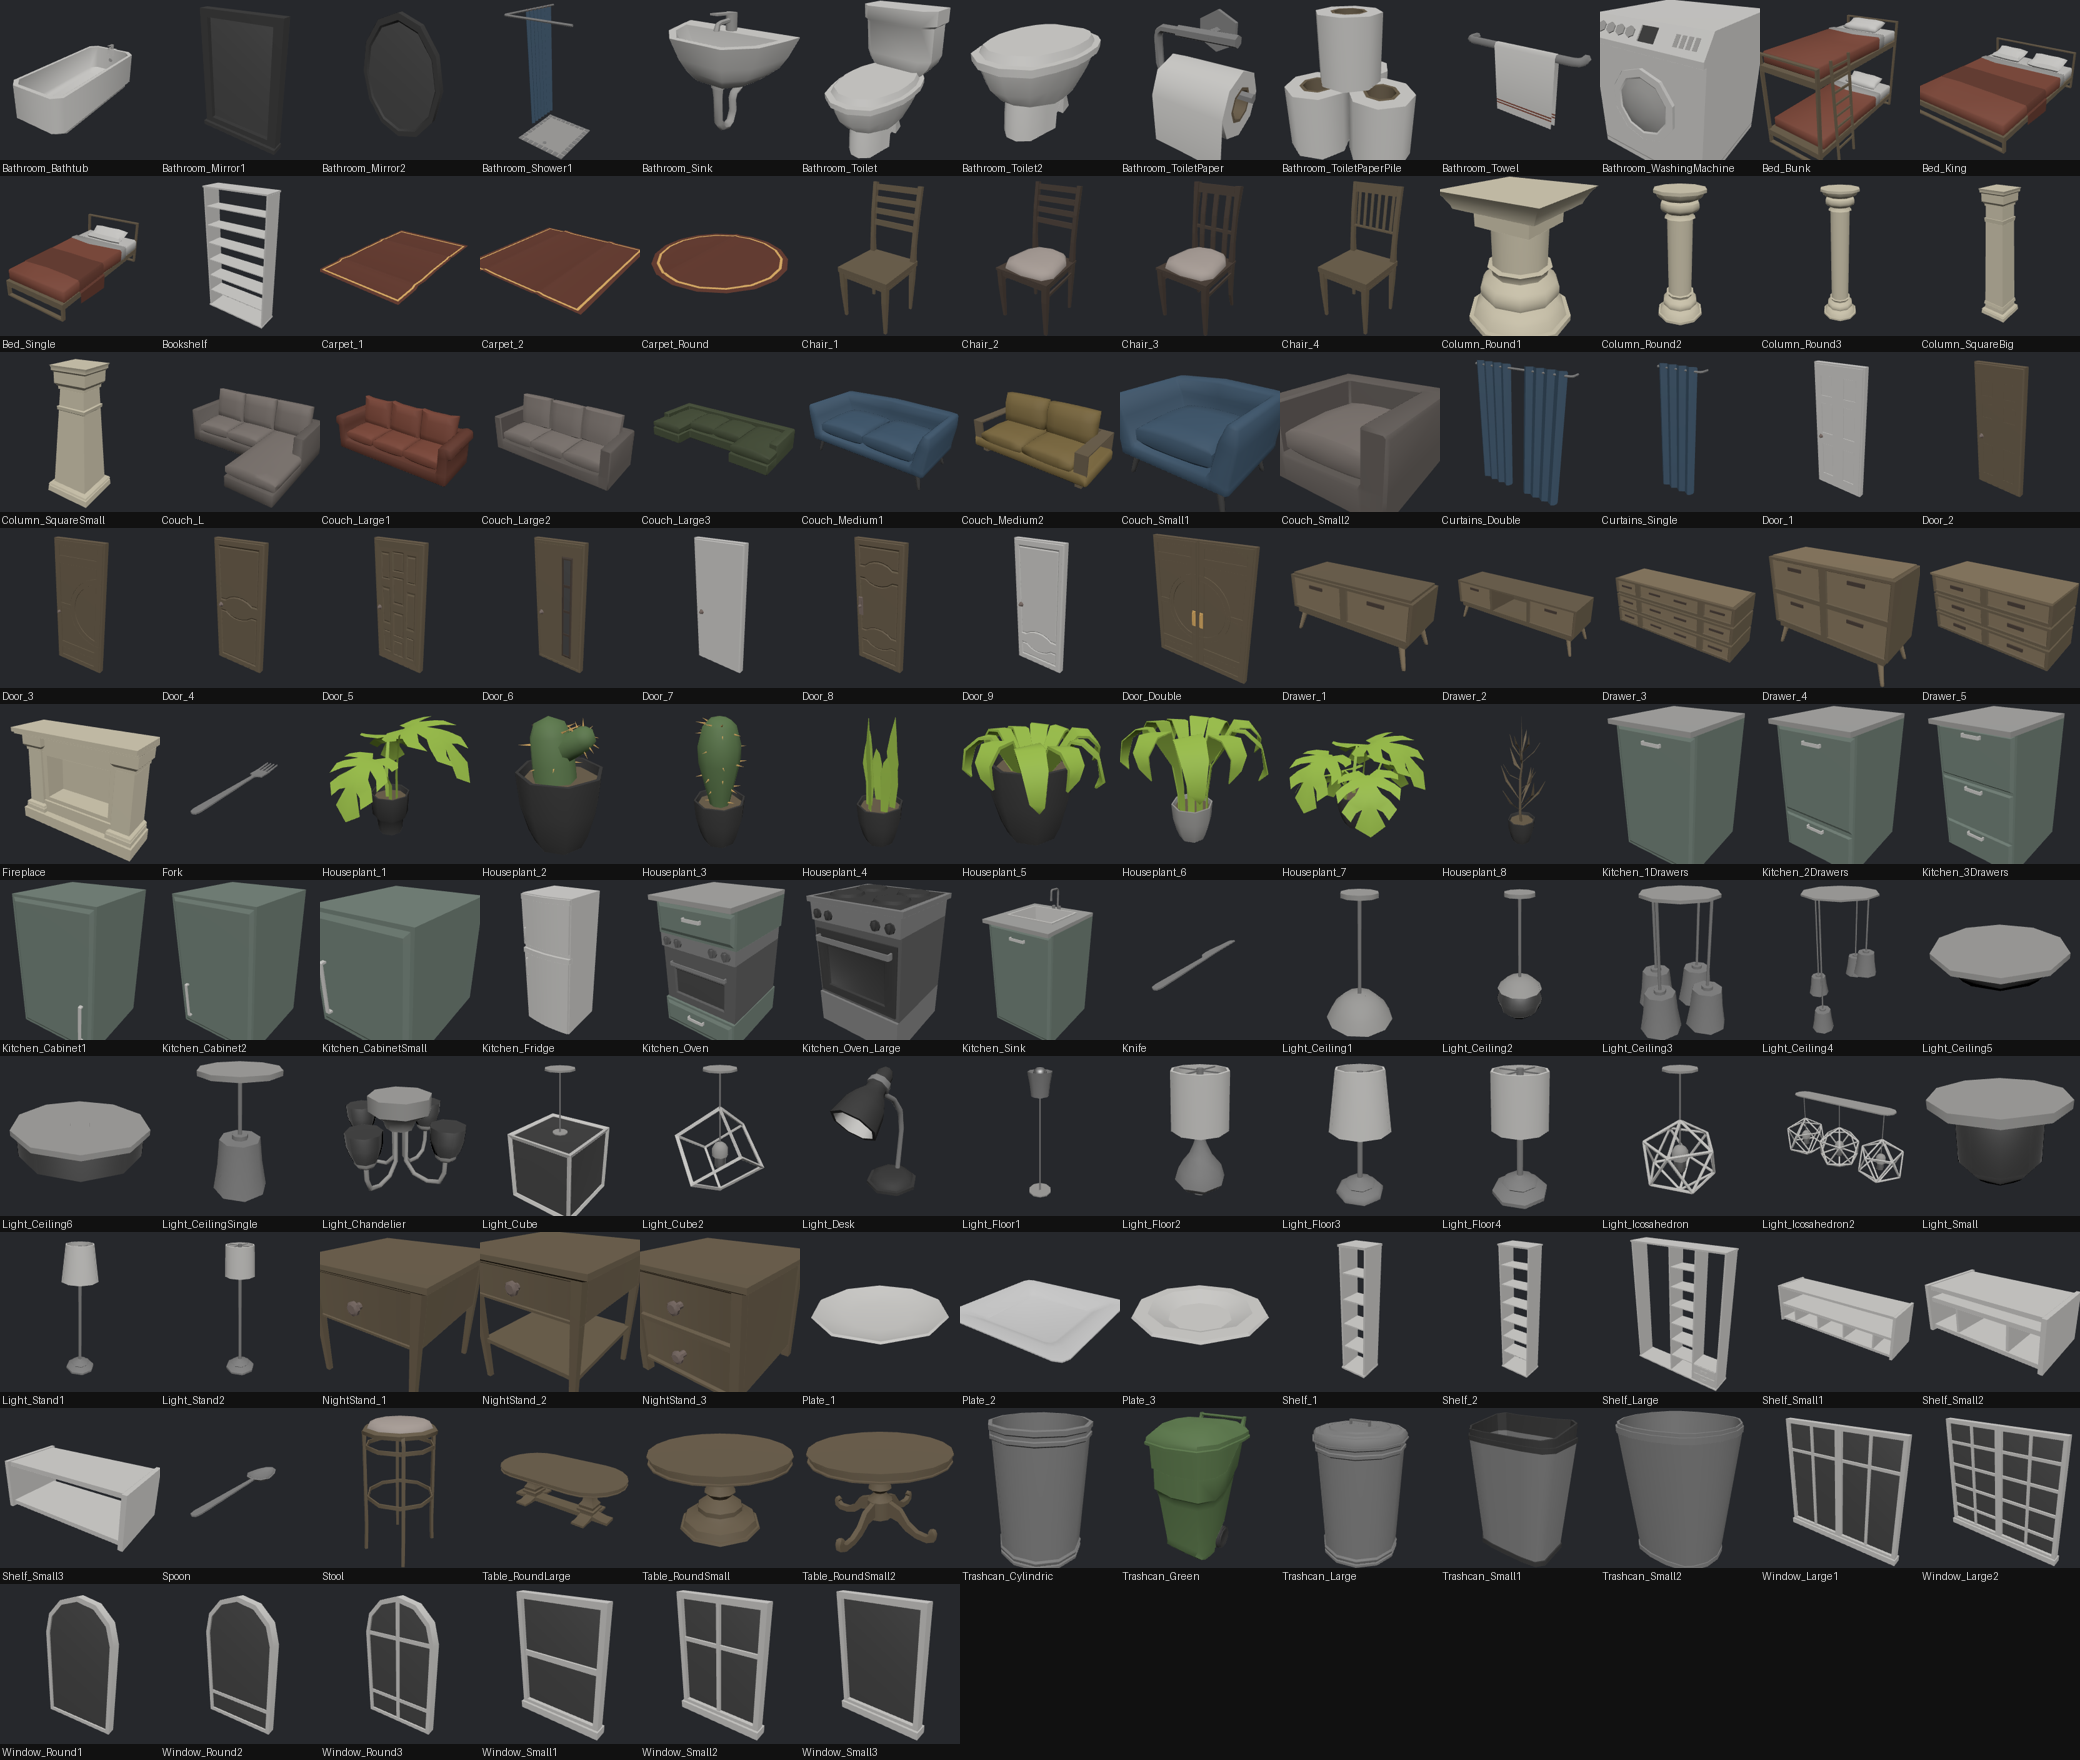 Bathroom_Bathtub Bathroom_Mirror1 Bathroom_Mirror2 Bathroom_Shower1 Bathroom_Sink Bathroom_Toilet Bathroom_Toilet2 Bathroom_ToiletPaper Bathroom_ToiletPaperPile Bathroom_Towel Bathroom_WashingMachine Bed_Bunk Bed_King
Bed_Single Bookshelf Carpet_1 Carpet_2 Carpet_Round Chair_1 Chair_2 Chair_3 Chair_4 Column_Round1 Column_Round2 Column_Round3 Column_SquareBig
Column_SquareSmall Couch_L Couch_Large1 Couch_Large2 Couch_Large3 Couch_Medium1 Couch_Medium2 Couch_Small1 Couch_Small2 Curtains_Double Curtains_Single Door_1 Door_2
Door_3 Door_4 Door_5 Door_6 Door_7 Door_8 Door_9 Door_Double Drawer_1 Drawer_2 Drawer_3 Drawer_4 Drawer_5
Fireplace Fork Houseplant_1 Houseplant_2 Houseplant_3 Houseplant_4 Houseplant_5 Houseplant_6 Houseplant_7 Houseplant_8 Kitchen_1Drawers Kitchen_2Drawers Kitchen_3Drawers
Kitchen_Cabinet1 Kitchen_Cabinet2 Kitchen_CabinetSmall Kitchen_Fridge Kitchen_Oven Kitchen_Oven_Large Kitchen_Sink Knife Light_Ceiling1 Light_Ceiling2 Light_Ceiling3 Light_Ceiling4 Light_Ceiling5
Light_Ceiling6 Light_CeilingSingle Light_Chandelier Light_Cube Light_Cube2 Light_Desk Light_Floor1 Light_Floor2 Light_Floor3 Light_Floor4 Light_Icosahedron Light_Icosahedron2 Light_Small
Light_Stand1 Light_Stand2 NightStand_1 NightStand_2 NightStand_3 Plate_1 Plate_2 Plate_3 Shelf_1 Shelf_2 Shelf_Large Shelf_Small1 Shelf_Small2
Shelf_Small3 Spoon Stool Table_RoundLarge Table_RoundSmall Table_RoundSmall2 Trashcan_Cylindric Trashcan_Green Trashcan_Large Trashcan_Small1 Trashcan_Small2 Window_Large1 Window_Large2
Window_Round1 Window_Round2 Window_Round3 Window_Small1 Window_Small2 Window_Small3